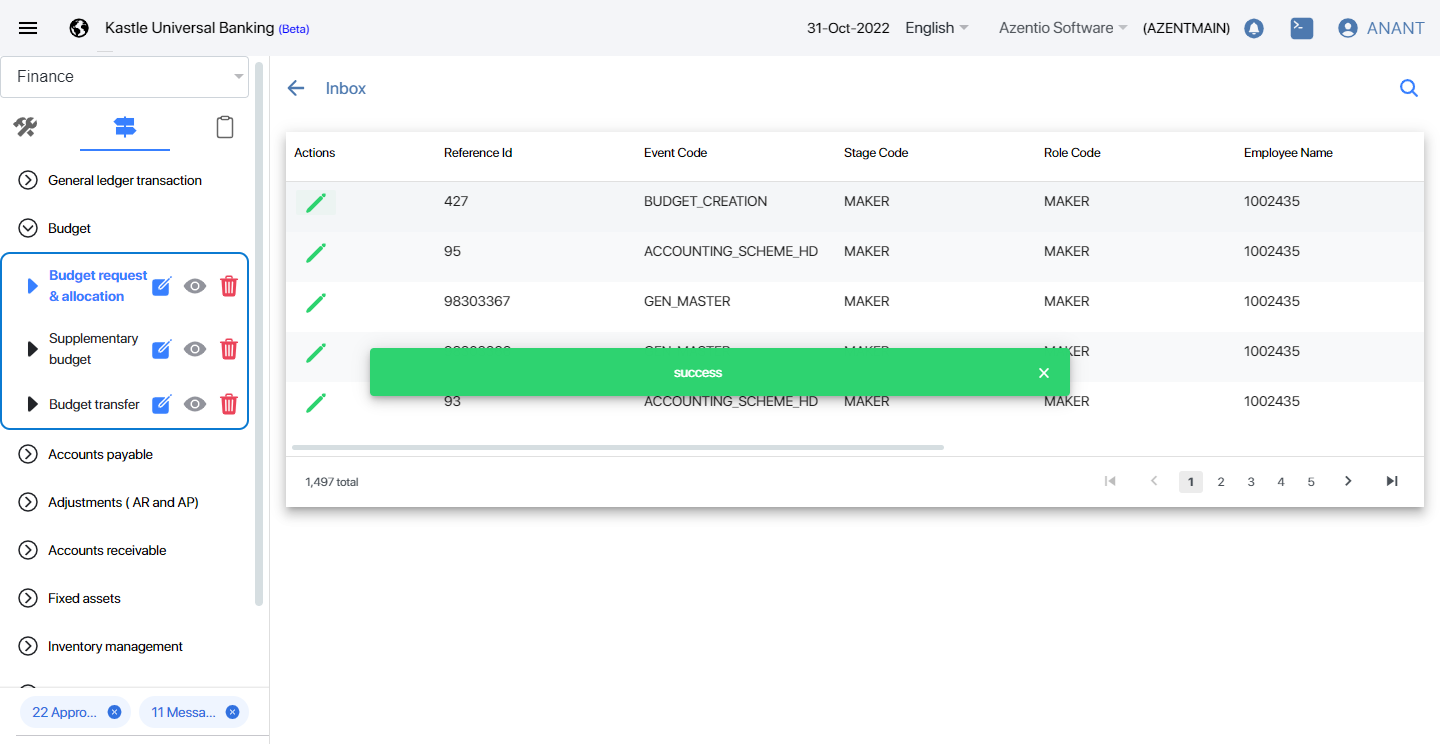 Kastle Universal Banking (Beta)
31-Oct-2022 English Azentio Software (AZENTMAIN) ANANT
Finance
General ledger transaction
Budget
Budget request
& allocation
Supplementary
budget
Budget transfer
Accounts payable
Adjustments ( AR and AP)
Accounts receivable
Fixed assets
Inventory management
22 Appro... 11 Messa...
Inbox
Actions Reference Id Event Code Stage Code Role Code Employee Name
427 BUDGET_CREATION MAKER MAKER 1002435
95 ACCOUNTING_SCHEME_HD MAKER MAKER 1002435
98303367 GEN_MASTER MAKER MAKER 1002435
GEN_MASTER MAKER MAKER 1002435
success
93 ACCOUNTING_SCHEME_HD MAKER MAKER 1002435
1,497 total 1 2 3 4 5